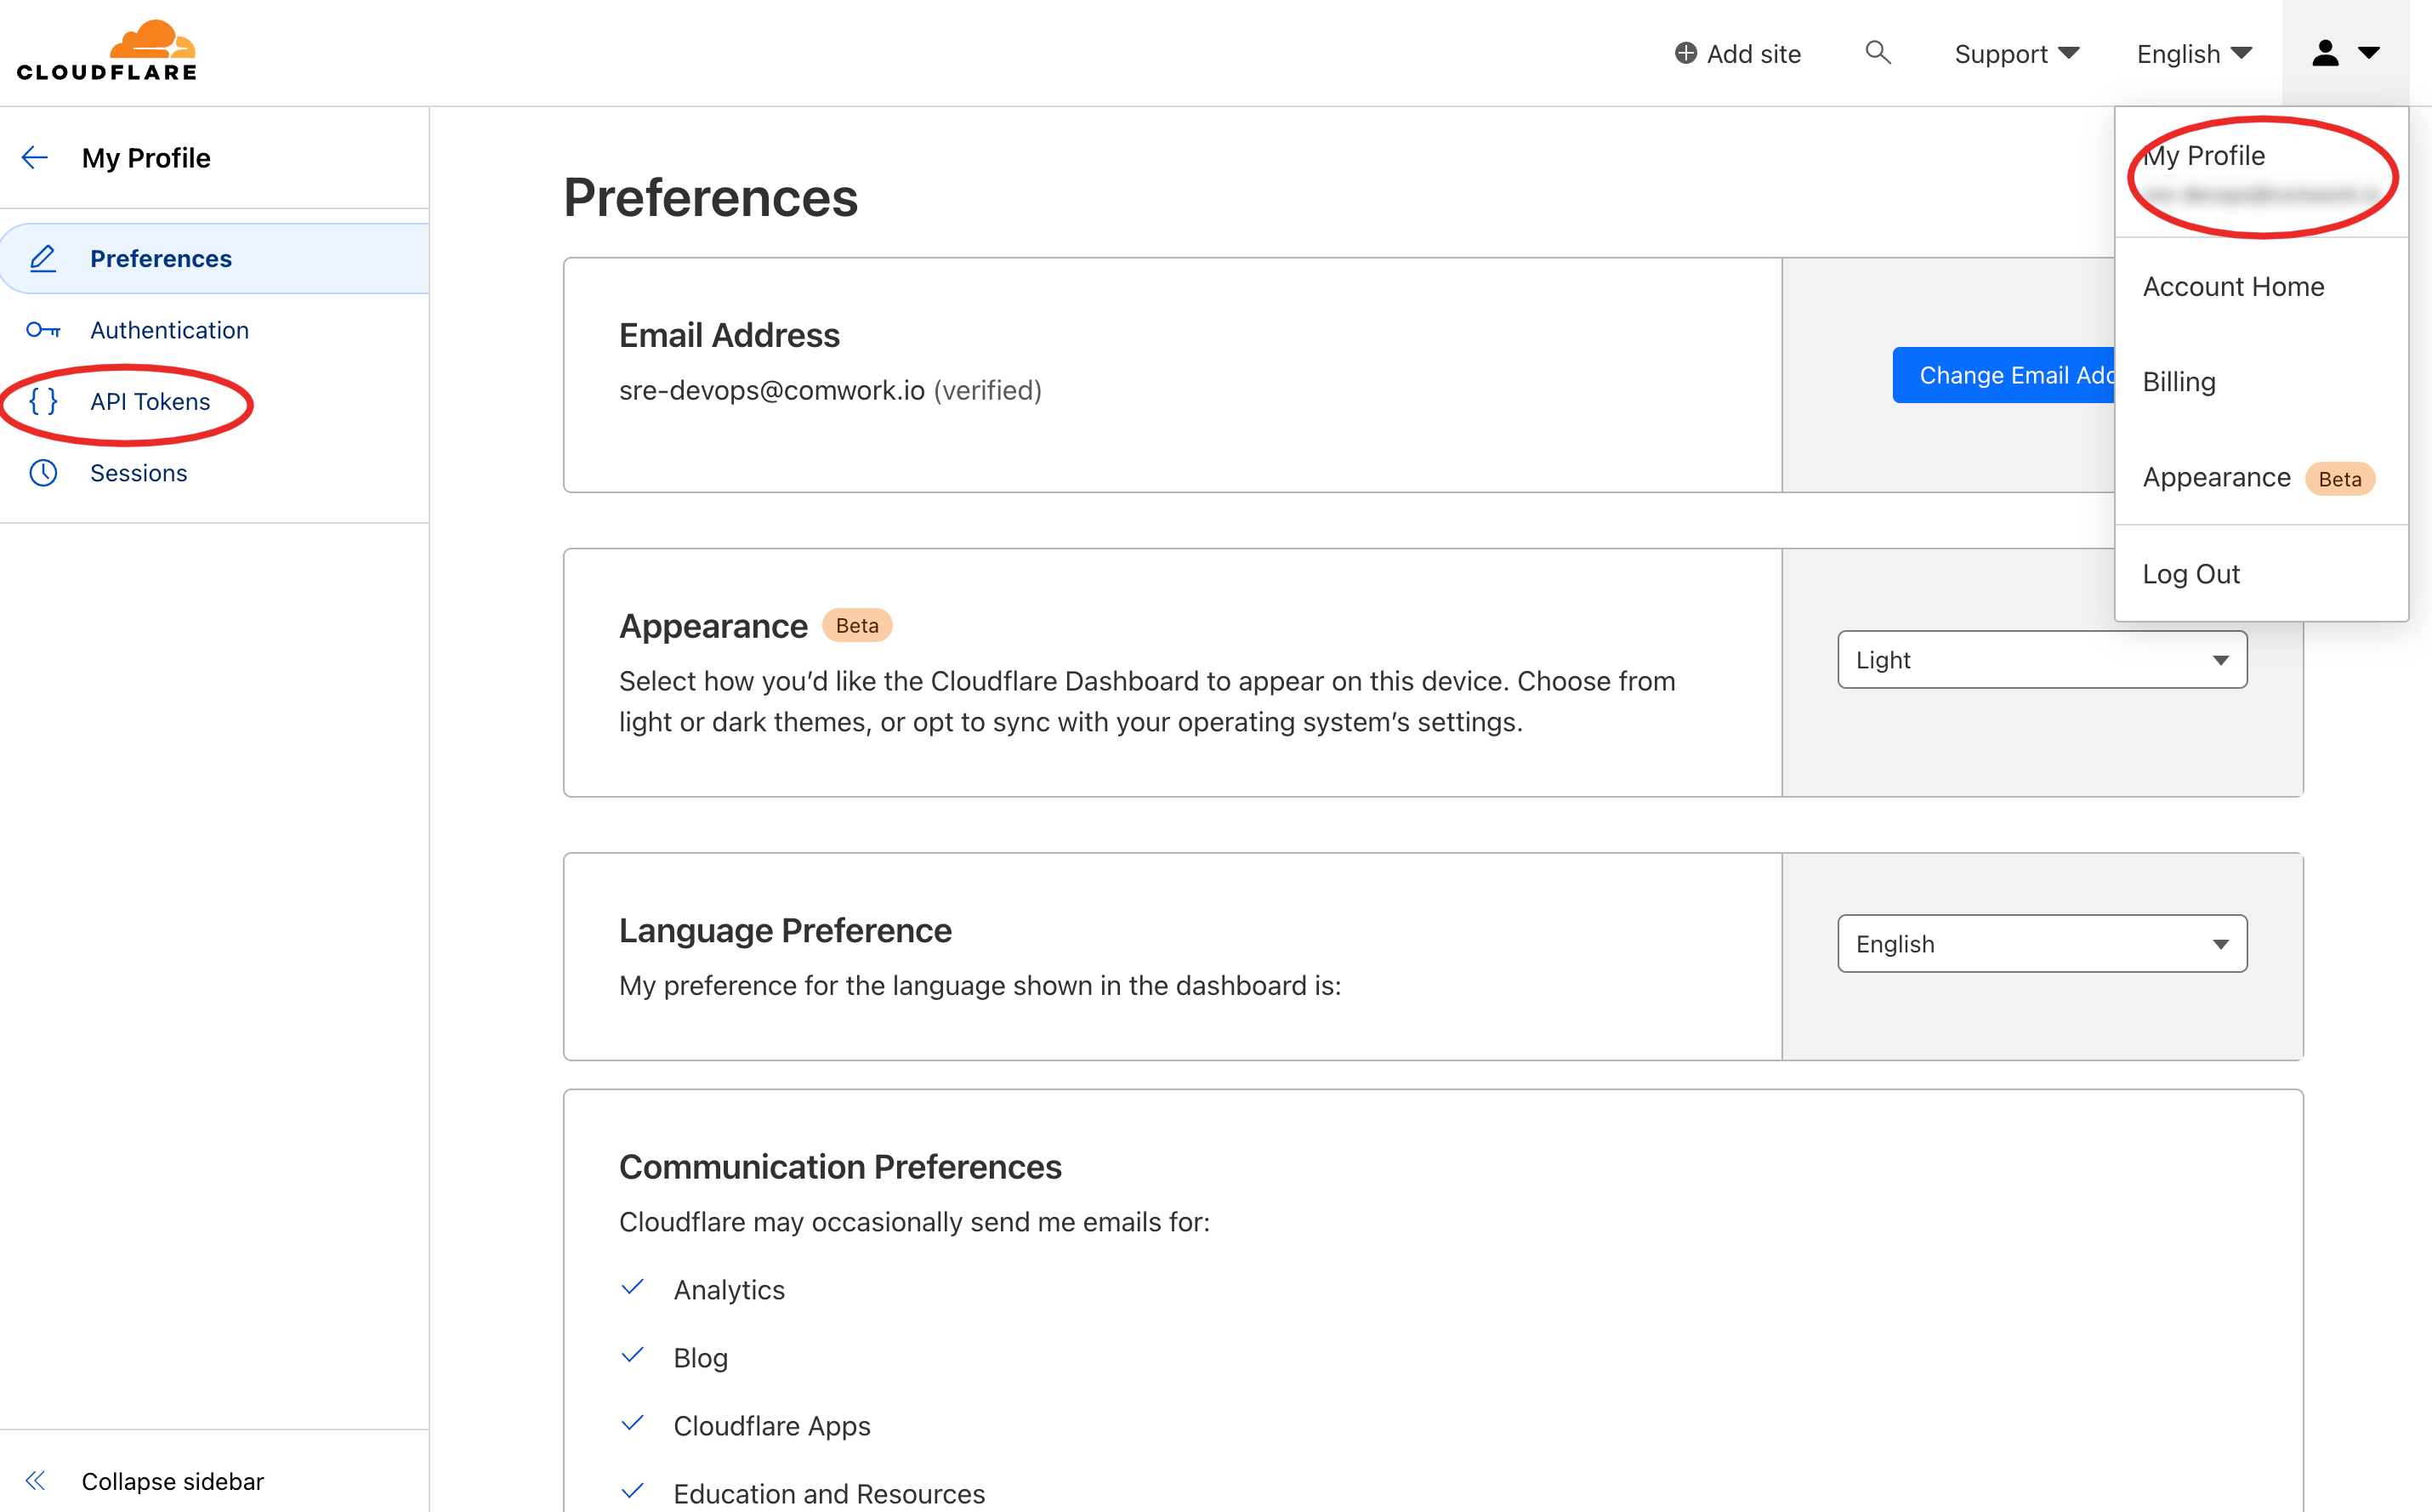 CLOUDFLARE
Add site
Support
English
My Profile
Preferences
Authentication
API Tokens
Sessions
Collapse sidebar
Preferences
Email Address
sre-devops@comwork.io (verified)
Change Email Add
Appearance Beta
Select how you’d like the Cloudflare Dashboard to appear on this device. Choose from
light or dark themes, or opt to sync with your operating system’s settings.
Light
Language Preference
My preference for the language shown in the dashboard is:
English
Communication Preferences
Cloudflare may occasionally send me emails for:
Analytics
Blog
Cloudflare Apps
Education and Resources
My Profile
Account Home
Billing
Appearance Beta
Log Out